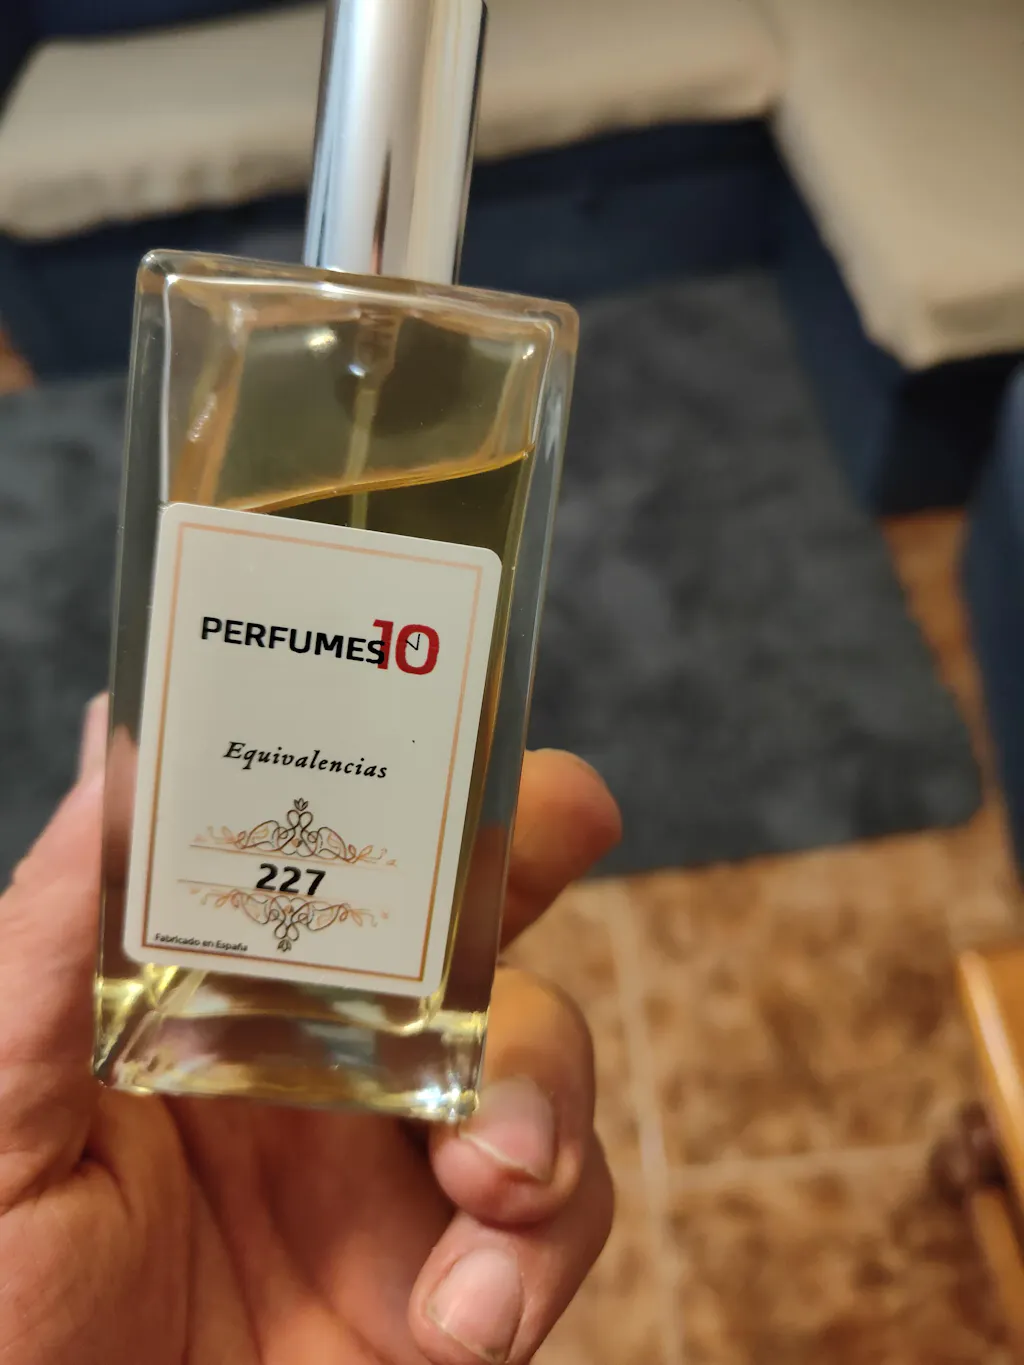 PERFUMES10
Equivalencias
227
Fabricado en España